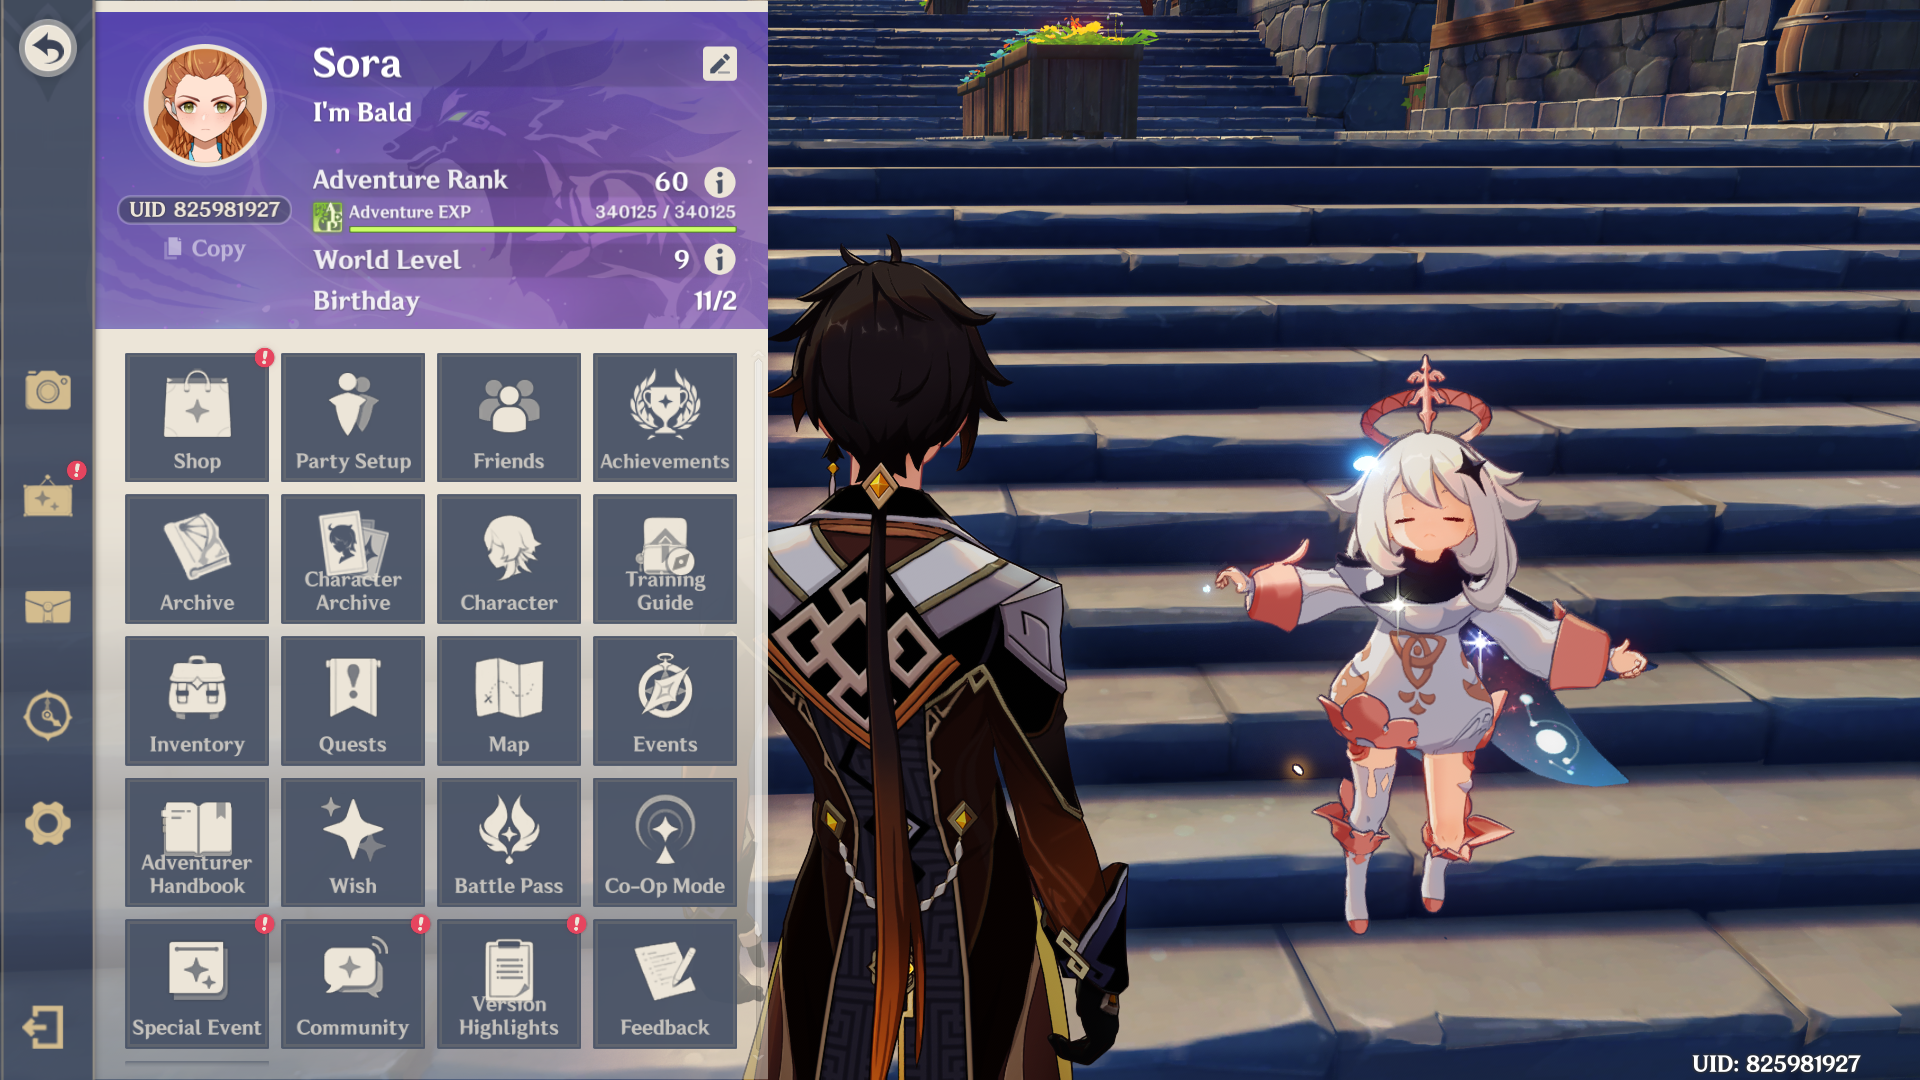 Sora
I'm Bald
Adventure Rank 60
UID 825981927
Adventure EXP 340125 / 340125
Copy
World Level 9
Birthday 11/2
Shop
Party Setup
Friends
Achievements
Archive
Character
Archive
Character
Training
Guide
Inventory
Quests
Map
Events
Adventurer
Handbook
Wish
Battle Pass
Co-Op Mode
Special Event
Community
Version
Highlights
Feedback
UID: 825981927